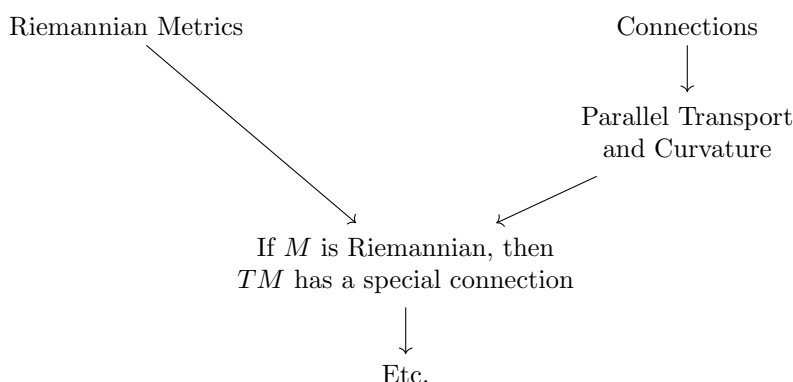 Riemannian Metrics
Connections
Parallel Transport
and Curvature
If M is Riemannian, then
TM has a special connection
Etc.